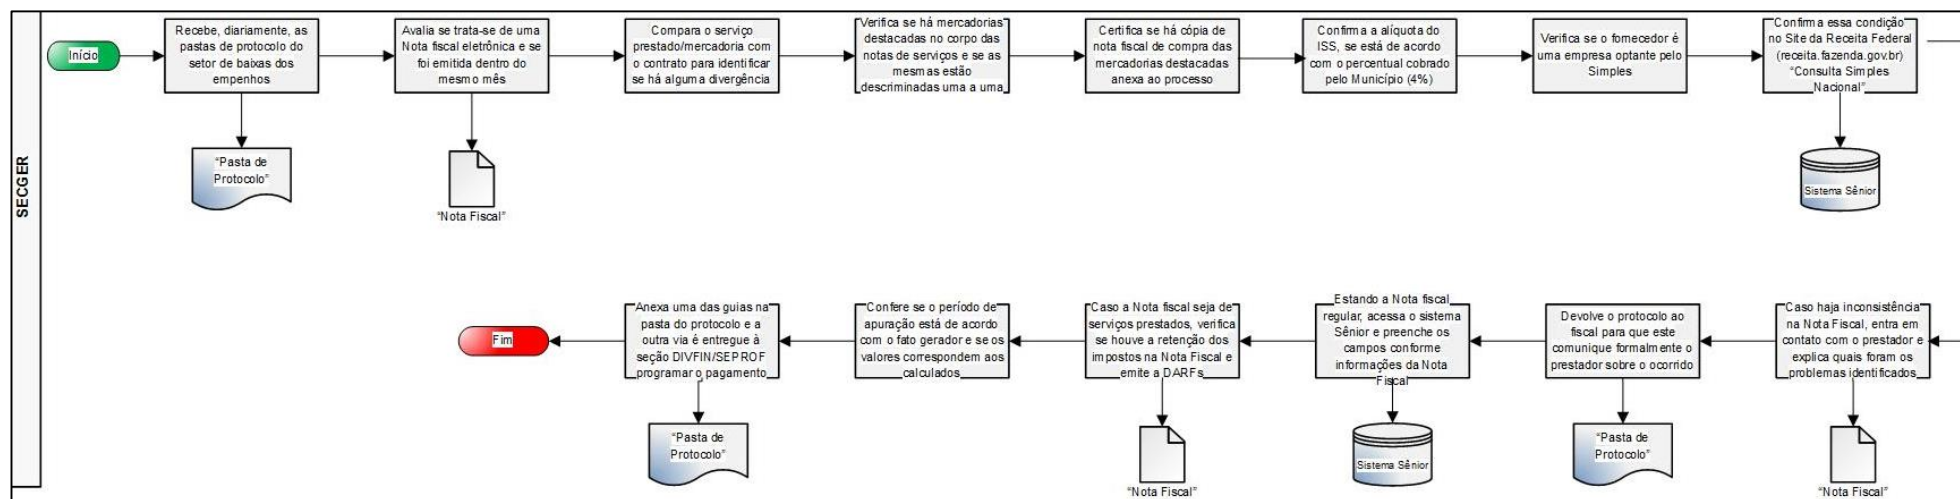 SECGER
Início
Recebe, diariamente, as
pastas de protocolo do
setor de baixas dos
empenhos
Avalia se trata-se de uma
Nota fiscal eletrônica e se
foi emitida dentro do
mesmo mês
Compara o serviço
prestado/mercadoria com
o contrato para identificar
se há alguma divergência
Verifica se há mercadorias
destacadas no corpo das
notas de serviços e se as
mesmas estão
descriminadas uma a uma
Certifica se há cópia de
nota fiscal de compra das
mercadorias destacadas
anexa ao processo
Confirma a alíquota do
ISS, se está de acordo
com o percentual cobrado
pelo Município (4%)
Verifica se o fornecedor é
uma empresa optante pelo
Simples
Confirma essa condição
no Site da Receita Federal
(receita.fazenda.gov.br)
"Consulta Simples
Nacional"
"Pasta de
Protocolo"
"Nota Fiscal"
Sistema Sênior
Fim
Anexa uma das guias na
pasta do protocolo e a
outra via é entregue à
seção DIVFIN/SEPROF
programar o pagamento
Confere se o período de
apuração está de acordo
com o fato gerador e se os
valores correspondem aos
calculados
Caso a Nota fiscal seja de
serviços prestados, verifica
se houve a retenção dos
impostos na Nota Fiscal e
emite a DARFs
Estando a Nota fiscal
regular, acessa o sistema
Sênior e preenche os
campos conforme
informações da Nota
Fiscal
Devolve o protocolo ao
fiscal para que este
comunique formalmente o
prestador sobre o ocorrido
Caso haja inconsistência
na Nota Fiscal, entra em
contato com o prestador e
explica quais foram os
problemas identificados
"Pasta de
Protocolo"
"Nota Fiscal"
Sistema Sênior
"Pasta de
Protocolo"
"Nota Fiscal"